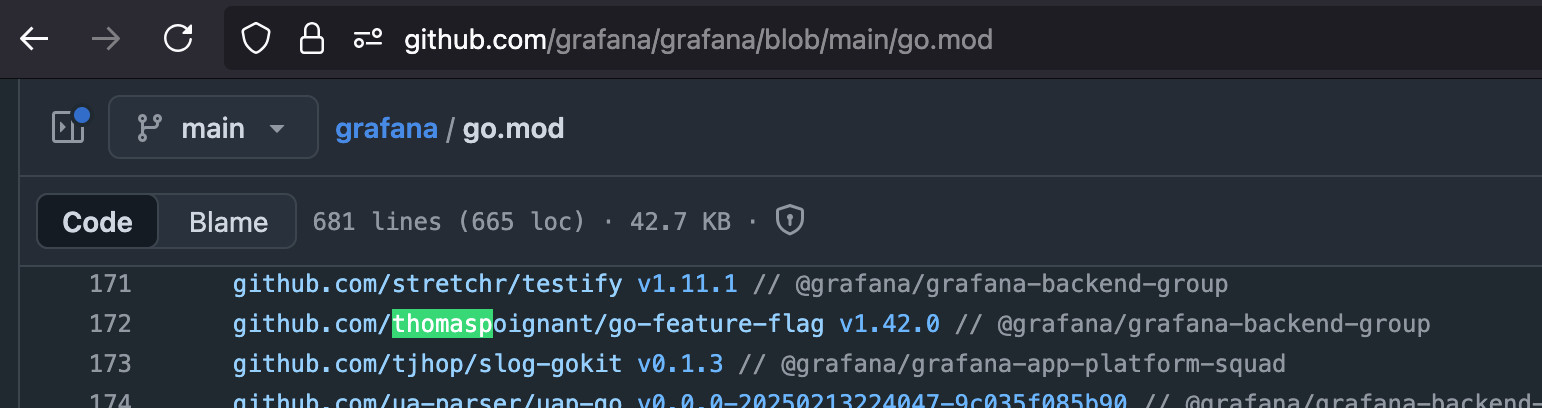 github.com/grafana/grafana/blob/main/go.mod
main grafana / go.mod
Code Blame 681 lines (665 loc) · 42.7 KB ·
171 github.com/stretchr/testify v1.11.1 // @grafana/grafana-backend-group
172 github.com/thomaspoignant/go-feature-flag v1.42.0 // @grafana/grafana-backend-group
173 github.com/tjhop/slog-gokit v0.1.3 // @grafana/grafana-app-platform-squad
174 github.com/ua-parser/uap-go v0.0.0-20250213224047-9c035f085b90 // @grafana/grafana-backend-